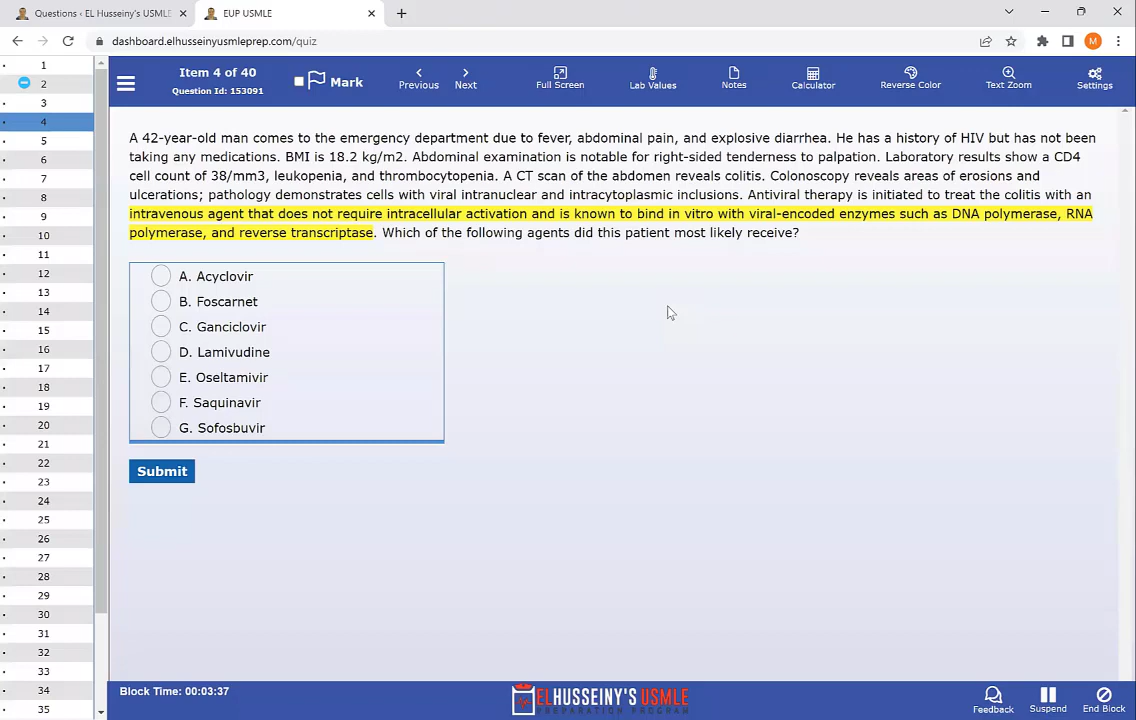 Questions ‹ EL Husseiny's USMLE
EUP USMLE
dashboard.elhusseinyusmleprep.com/quiz
M
1
2
3
4
5
6
7
8
9
10
11
12
13
14
15
16
17
18
19
20
21
22
23
24
25
26
27
28
29
30
31
32
33
34
35
Item 4 of 40
Question Id: 153091
Mark
Previous
Next
Full Screen
Lab Values
Notes
Calculator
Reverse Color
Text Zoom
Settings
A 42-year-old man comes to the emergency department due to fever, abdominal pain, and explosive diarrhea. He has a history of HIV but has not been
taking any medications. BMI is 18.2 kg/m2. Abdominal examination is notable for right-sided tenderness to palpation. Laboratory results show a CD4
cell count of 38/mm3, leukopenia, and thrombocytopenia. A CT scan of the abdomen reveals colitis. Colonoscopy reveals areas of erosions and
ulcerations; pathology demonstrates cells with viral intranuclear and intracytoplasmic inclusions. Antiviral therapy is initiated to treat the colitis with an
intravenous agent that does not require intracellular activation and is known to bind in vitro with viral-encoded enzymes such as DNA polymerase, RNA
polymerase, and reverse transcriptase. Which of the following agents did this patient most likely receive?
A. Acyclovir
B. Foscarnet
C. Ganciclovir
D. Lamivudine
E. Oseltamivir
F. Saquinavir
G. Sofosbuvir
Submit
Block Time: 00:03:37
ELHUSSEINY'S USMLE
PREPARATION PROGRAM
Feedback
Suspend
End Block